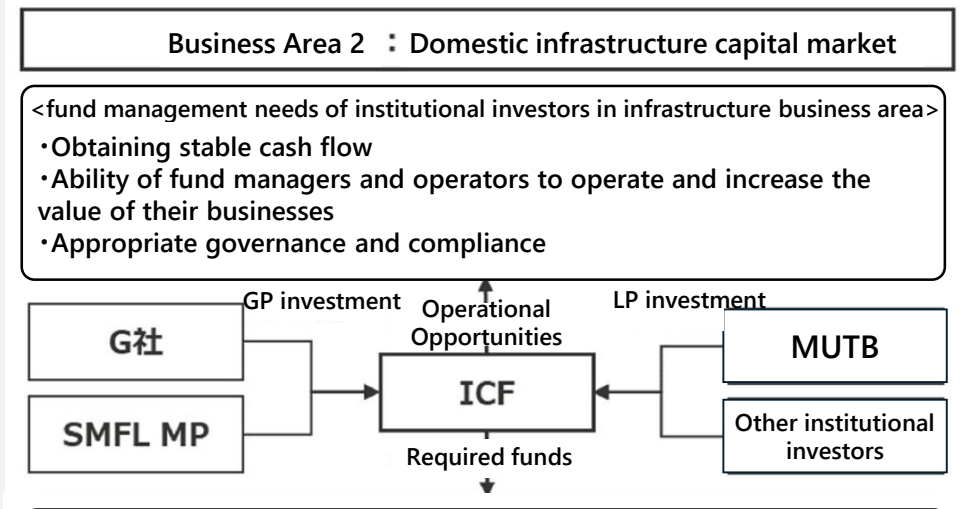 Business Area 2 ：Domestic infrastructure capital market
<fund management needs of institutional investors in infrastructure business area>
・Obtaining stable cash flow
・Ability of fund managers and operators to operate and increase the
value of their businesses
・Appropriate governance and compliance
GP investment
Operational
Opportunities
LP investment
G社
SMFL MP
ICF
MUTB
Other institutional
investors
Required funds